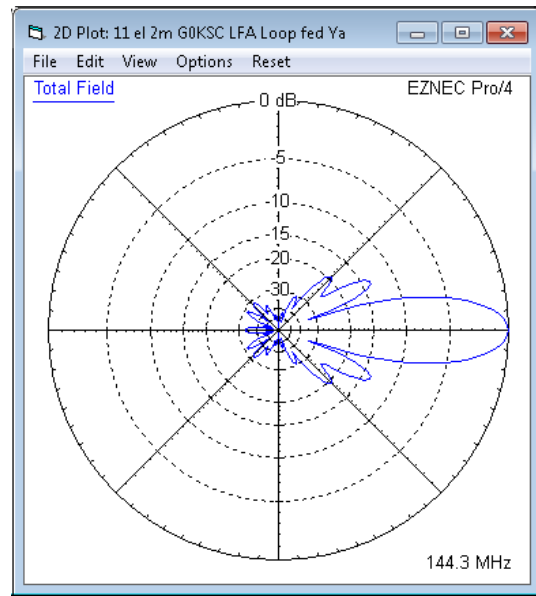 2D Plot: 11 el 2m G0KSC LFA Loop fed Ya
File Edit View Options Reset
Total Field
EZNEC Pro/4
0 dB
-5
-10
-15
-20
-30
144.3 MHz